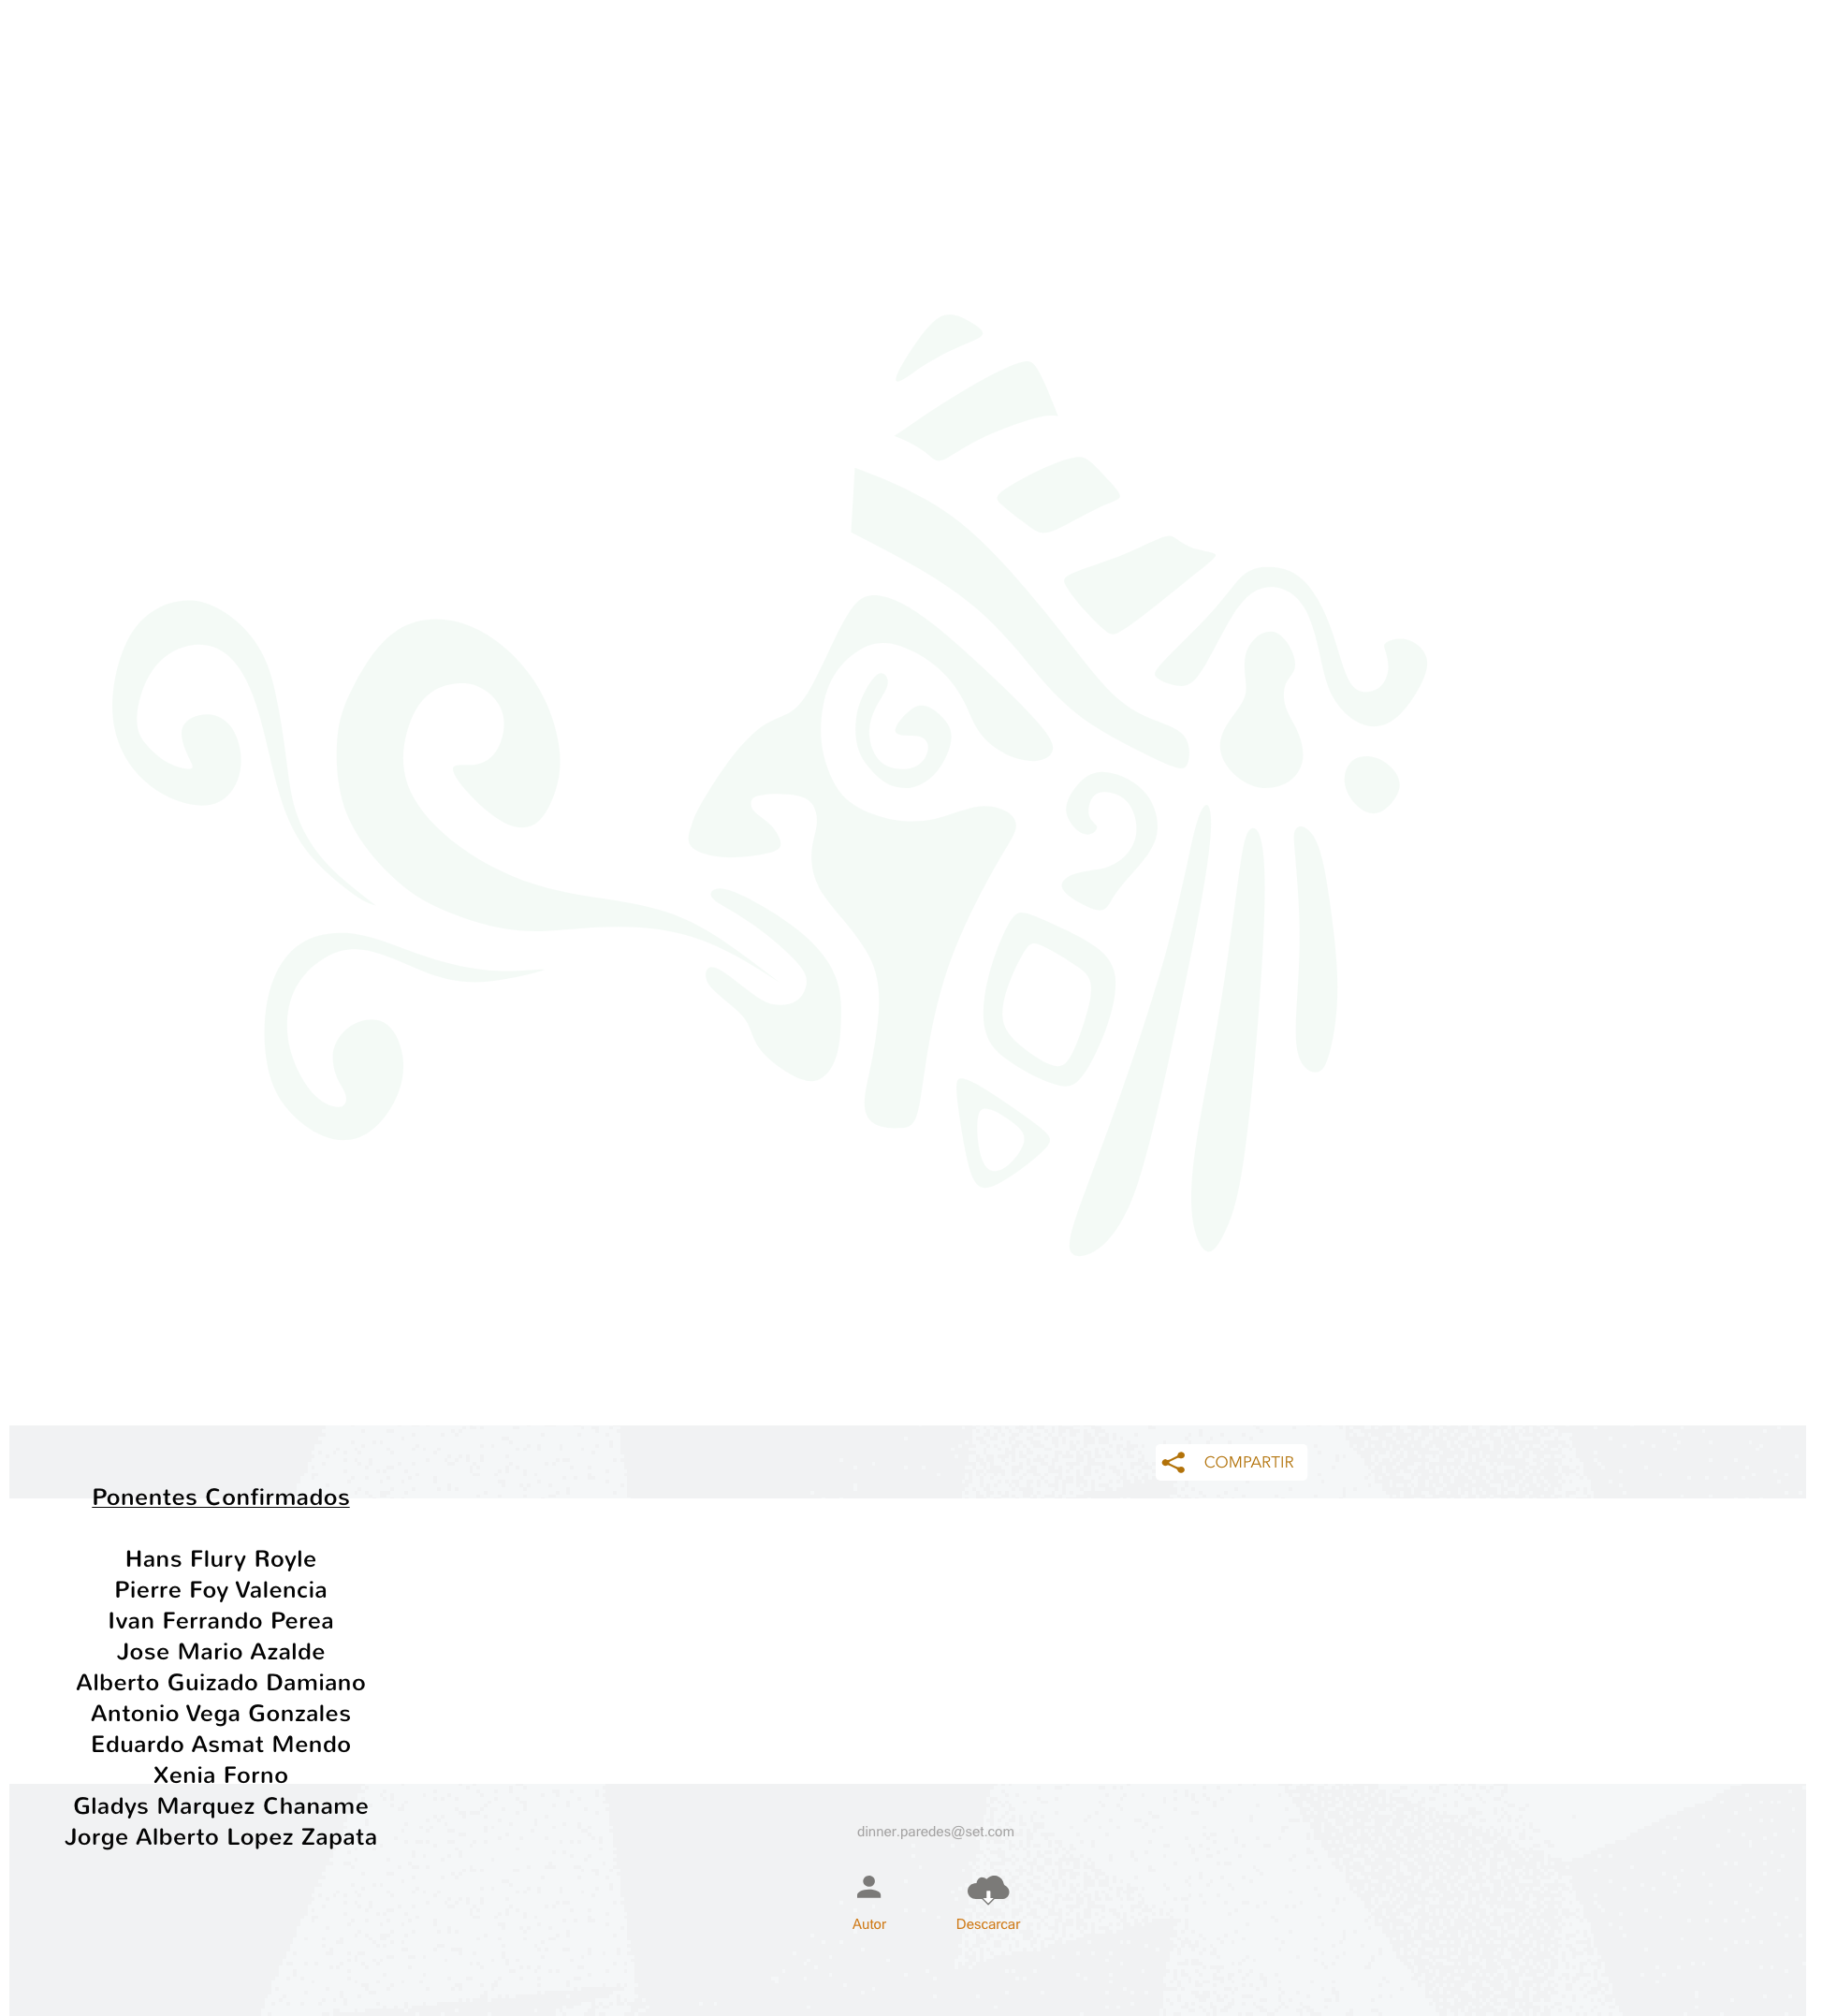 COMPARTIR
Ponentes Confirmados
Hans Flury Royle
Pierre Foy Valencia
Ivan Ferrando Perea
Jose Mario Azalde
Alberto Guizado Damiano
Antonio Vega Gonzales
Eduardo Asmat Mendo
Xenia Forno
Gladys Marquez Chaname
Jorge Alberto Lopez Zapata
dinner.paredes@set.com
Autor
Descarcar